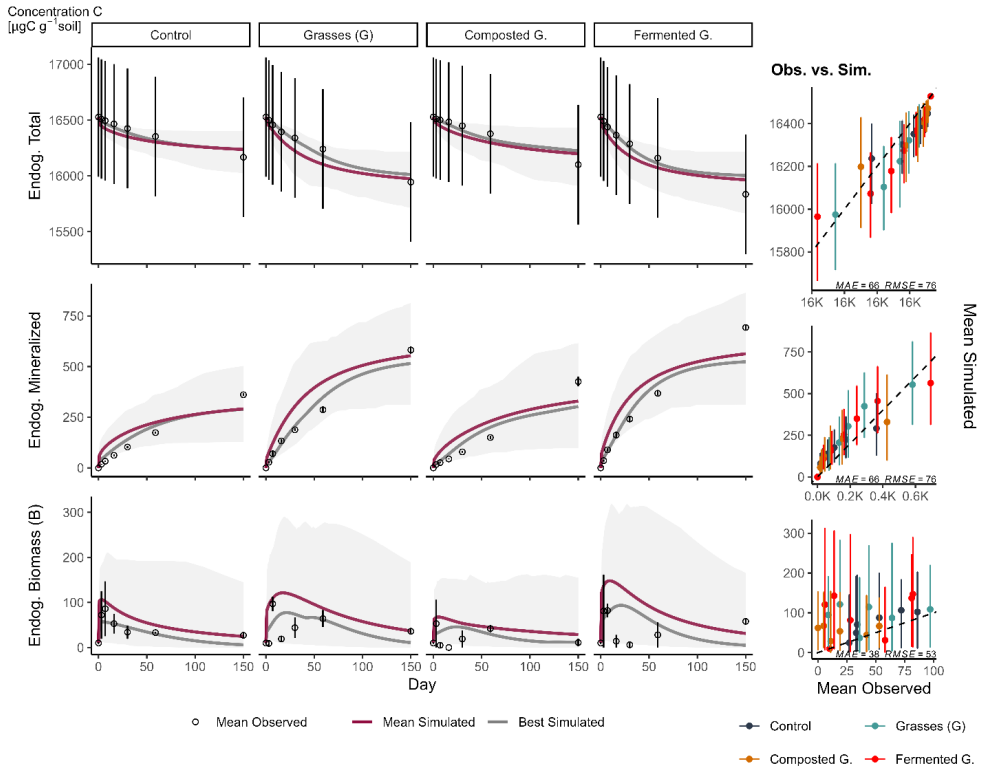 Concentration C
[µgC g⁻¹soil]
Control
Grasses (G)
Composted G.
Fermented G.
Endog. Total
17000
16500
16000
15500
Obs. vs. Sim.
16400
16200
16000
15800
MAE = 66 RMSE = 76
16K 16K 16K 16K
Endog. Mineralized
750
500
250
0
750
500
250
0
MAE = 66 RMSE = 76
0.0K 0.2K 0.4K 0.6K
Mean Simulated
Endog. Biomass (B)
300
200
100
0
0 50 100 150
0 50 100 150
0 50 100 150
0 50 100 150
Day
300
200
100
0
MAE = 38 RMSE = 53
0 25 50 75 100
Mean Observed
Mean Observed
Mean Simulated
Best Simulated
Control
Grasses (G)
Composted G.
Fermented G.